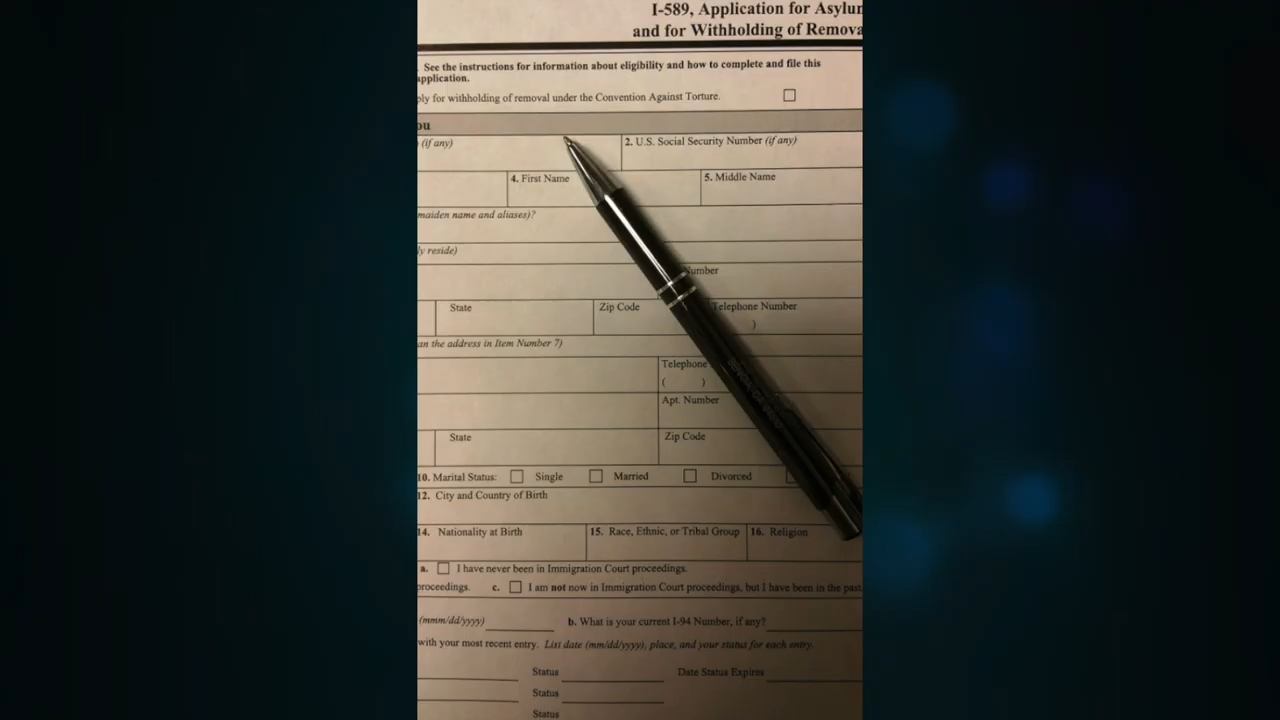 I-589, Application for Asylum
and for Withholding of Remova
See the instructions for information about eligibility and how to complete and file this
application.
ply for withholding of removal under the Convention Against Torture.
ou
(if any)
2. U.S. Social Security Number (if any)
4. First Name
5. Middle Name
maiden name and aliases)?
ly reside)
Number
State
Zip Code
Telephone Number
)
an the address in Item Number 7)
Telephone
( )
Apt. Number
State
Zip Code
10. Marital Status: Single Married Divorced
12. City and Country of Birth
14. Nationality at Birth
15. Race, Ethnic, or Tribal Group
16. Religion
a. I have never been in Immigration Court proceedings.
proceedings. c. I am not now in Immigration Court proceedings, but I have been in the past
(mmm/dd/yyyy)
b. What is your current I-94 Number, if any?
with your most recent entry. List date (mm/dd/yyyy), place, and your status for each entry.
Status
Date Status Expires
Status
Status